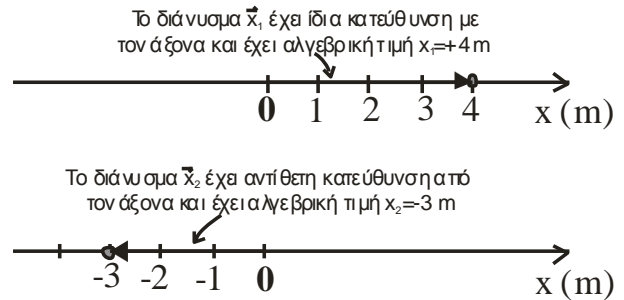 Το διάνυσμα x⃗₁ έχει ίδια κατεύθυνση με
τον άξονα και έχει αλγεβρική τιμή x₁=+4 m
0 1 2 3 4 x (m)
Το διάνυσμα x⃗₂ έχει αντίθετη κατεύθυνση από
τον άξονα και έχει αλγεβρική τιμή x₂=-3 m
-3 -2 -1 0 x (m)